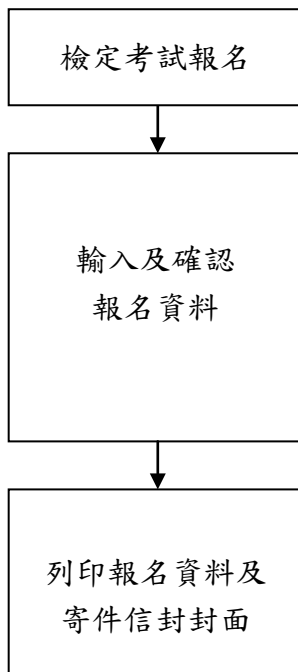 檢定考試報名
輸入及確認
報名資料
列印報名資料及
寄件信封封面